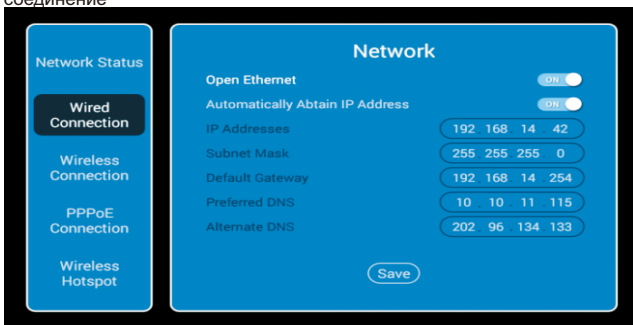 соединение
Network Status
Wired
Connection
Wireless
Connection
PPPoE
Connection
Wireless
Hotspot
Network
Open Ethernet ON
Automatically Abtain IP Address ON
IP Addresses 192 . 168 . 14 . 42
Subnet Mask 255 . 255 . 255 . 0
Default Gateway 192 . 168 . 14 . 254
Preferred DNS 10 . 10 . 11 . 115
Alternate DNS 202 . 96 . 134 . 133
Save